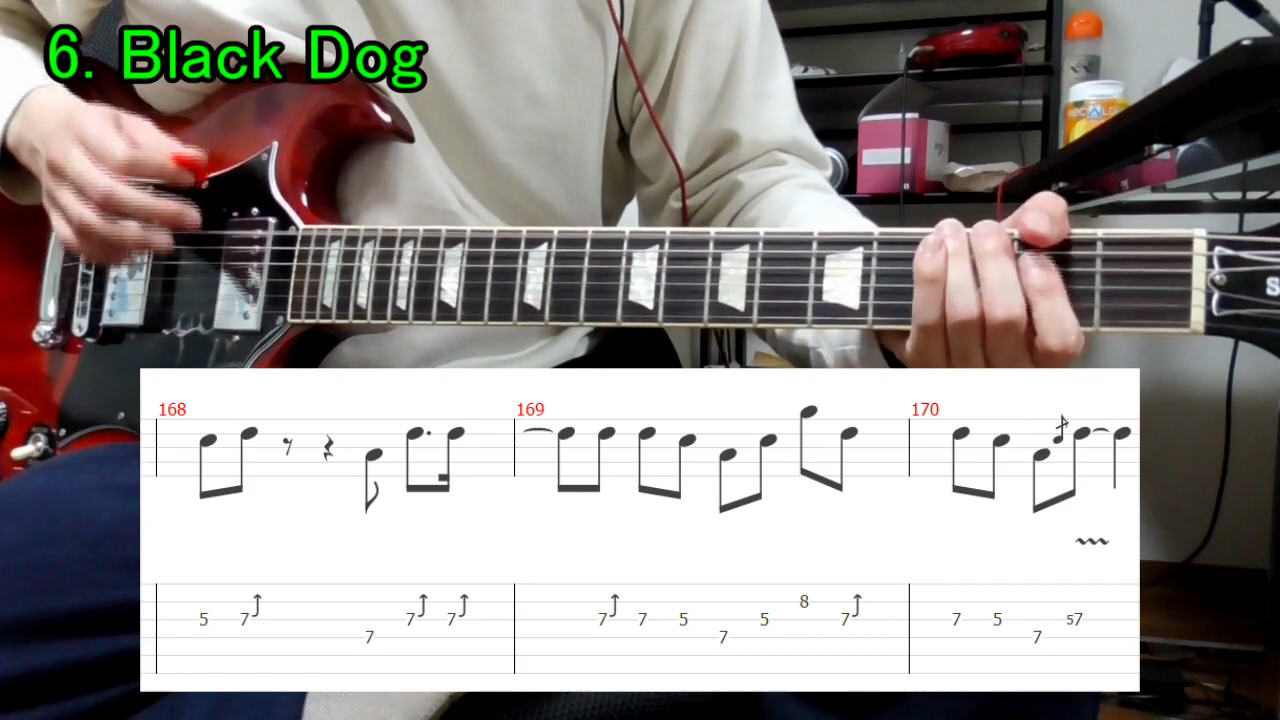 6. Black Dog
S
168 169 170
8
5 7 7 7 7 7 5 5 7 7 5 57
7 7 7